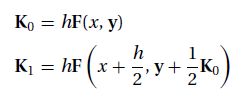 K₀ = hF(x, y)
K₁ = hF(x + h/2, y + 1/2 K₀)